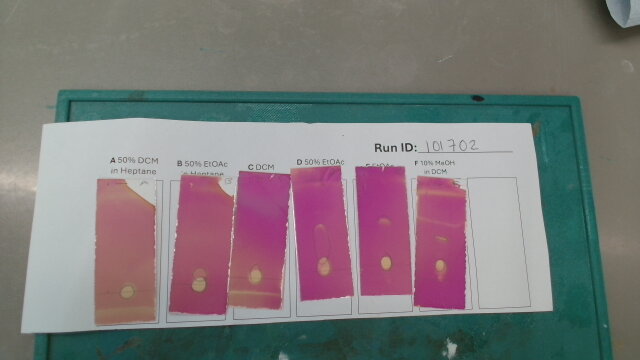 Run ID: 101702
A 50% DCM
in Heptane
B 50% EtOAc
in Heptane
C DCM
D 50% EtOAc
E EtOAc
F 10% MeOH
in DCM